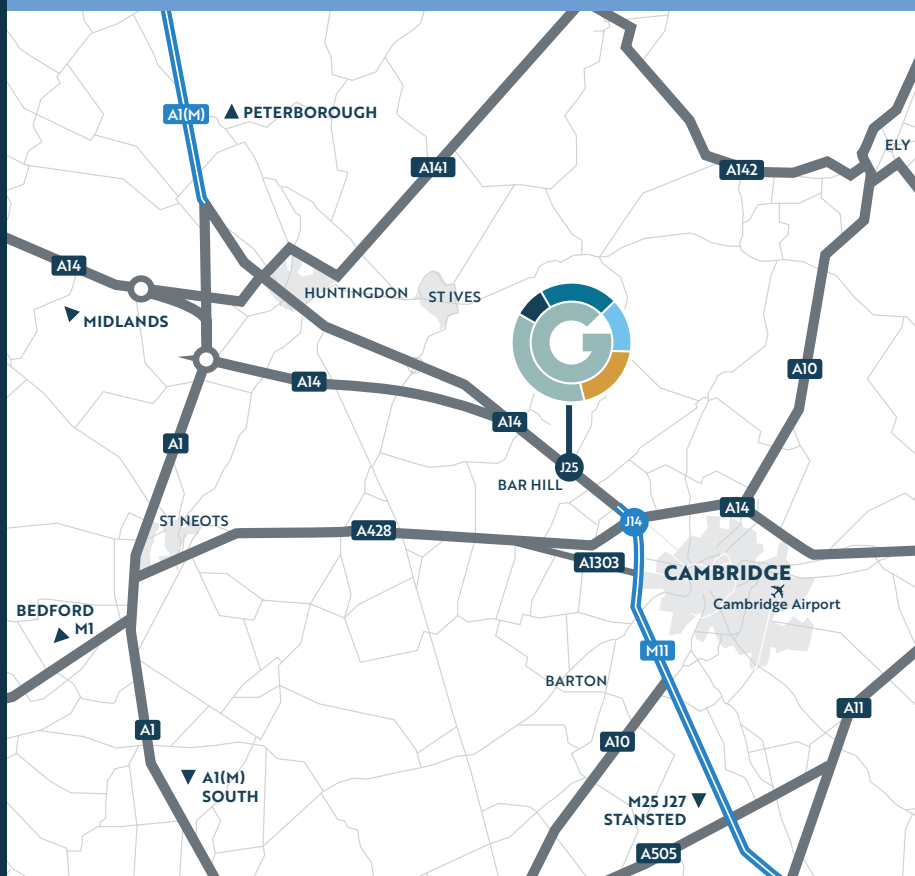 A1(M)
PETERBOROUGH
A141
A142
ELY
A14
HUNTINGDON
ST IVES
MIDLANDS
G
A14
A10
A14
A1
J25
BAR HILL
A14
J14
ST NEOTS
A428
A1303
CAMBRIDGE
Cambridge Airport
BEDFORD
M1
M11
BARTON
A11
A1
A10
A1(M)
SOUTH
M25 J27
STANSTED
A505